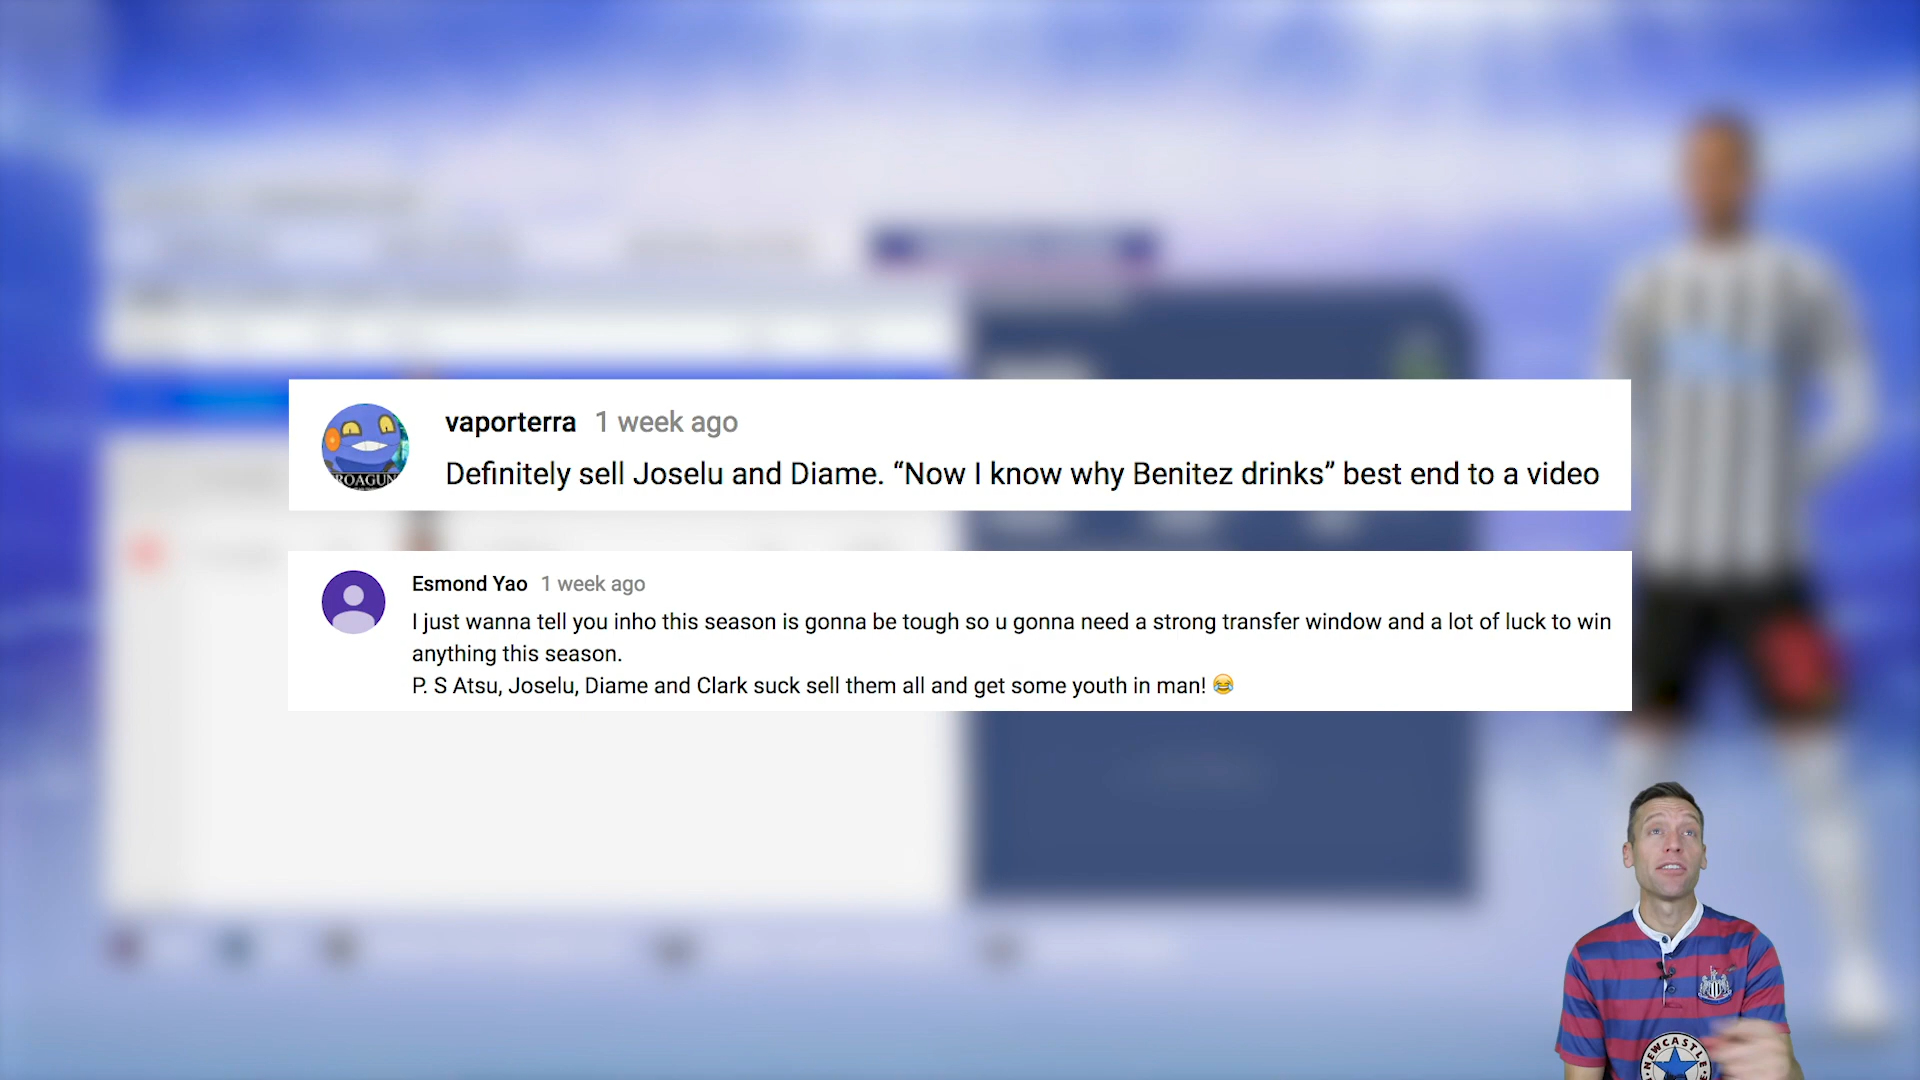 vaporterra 1 week ago
Definitely sell Joselu and Diame. “Now I know why Benitez drinks” best end to a video
ROAGUN
Esmond Yao 1 week ago
I just wanna tell you inho this season is gonna be tough so u gonna need a strong transfer window and a lot of luck to win
anything this season.
P. S Atsu, Joselu, Diame and Clark suck sell them all and get some youth in man! 😂
NEWCASTLE